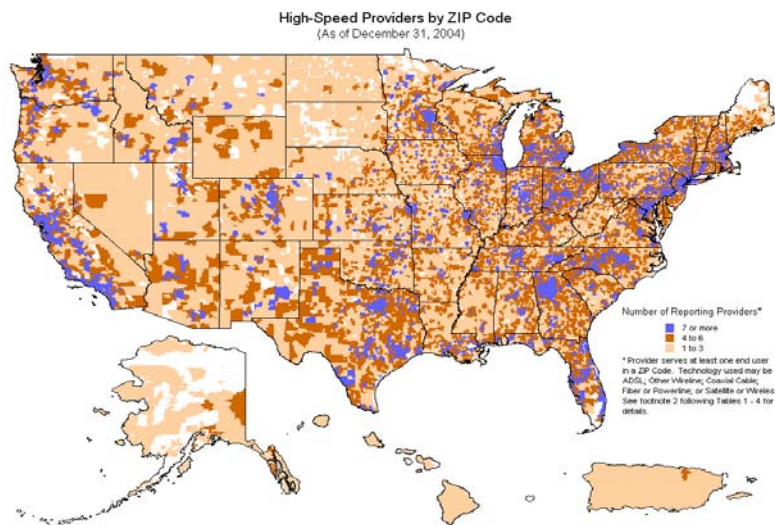 High-Speed Providers by ZIP Code
(As of December 31, 2004)
Number of Reporting Providers*
7 or more
4 to 6
1 to 3
* Provider serves at least one end user
in a ZIP Code. Technology used may be
ADSL; Other Wireline; Coaxial Cable;
Fiber or Powerline; or Satellite or Wireles
See footnote 2 following Tables 1 - 4 for
details.